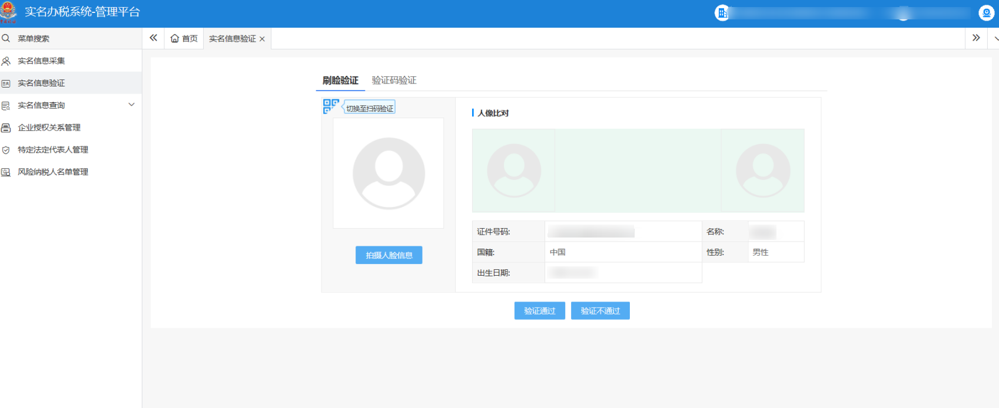 实名办税系统-管理平台
菜单搜索
首页
实名信息验证
实名信息采集
实名信息验证
实名信息查询
企业授权关系管理
特定法定代表人管理
风险纳税人名单管理
刷脸验证 验证码验证
切换至扫码验证
拍摄人脸信息
人像比对
证件号码: 名称:
国籍: 中国 性别: 男性
出生日期:
验证通过 验证不通过